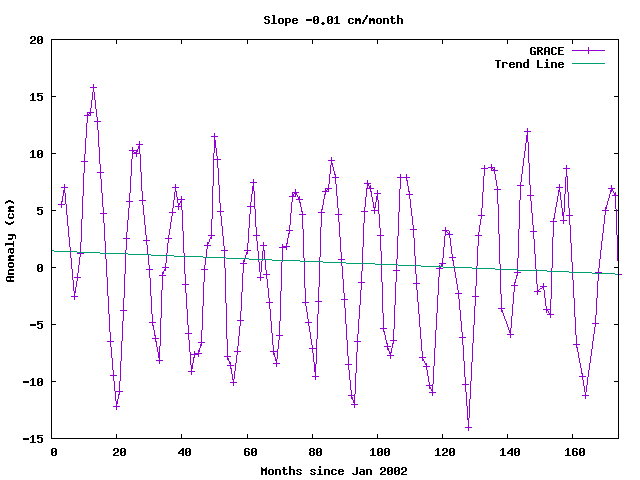 Slope -0.01 cm/month
GRACE
Trend Line
Anomaly (cm)
20
15
10
5
0
-5
-10
-15
0 20 40 60 80 100 120 140 160
Months since Jan 2002